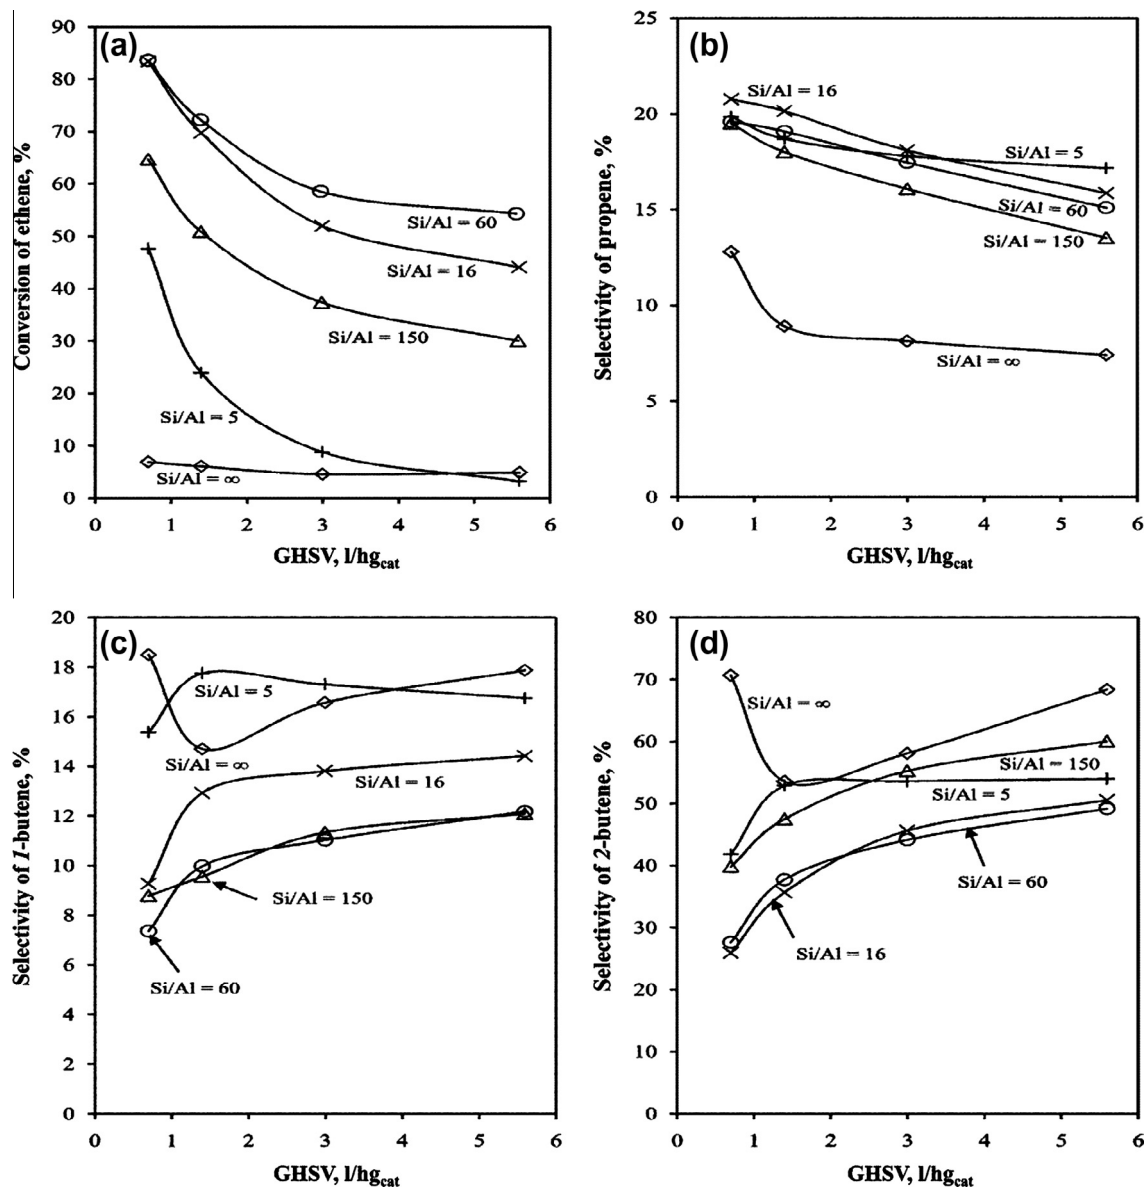 (a)
90
80
70
60
50
40
30
20
10
0
Conversion of ethene, %
Si/Al = 60
Si/Al = 16
Si/Al = 150
Si/Al = 5
Si/Al = ∞
0 1 2 3 4 5 6
GHSV, l/hgcat
(b)
25
20
15
10
5
0
Selectivity of propene, %
Si/Al = 16
Si/Al = 5
Si/Al = 60
Si/Al = 150
Si/Al = ∞
0 1 2 3 4 5 6
GHSV, l/hgcat
(c)
20
18
16
14
12
10
8
6
4
2
0
Selectivity of 1-butene, %
Si/Al = 5
Si/Al = ∞
Si/Al = 16
Si/Al = 150
Si/Al = 60
0 1 2 3 4 5 6
GHSV, l/hgcat
(d)
80
70
60
50
40
30
20
10
0
Selectivity of 2-butene, %
Si/Al = ∞
Si/Al = 150
Si/Al = 5
Si/Al = 60
Si/Al = 16
0 1 2 3 4 5 6
GHSV, l/hgcat